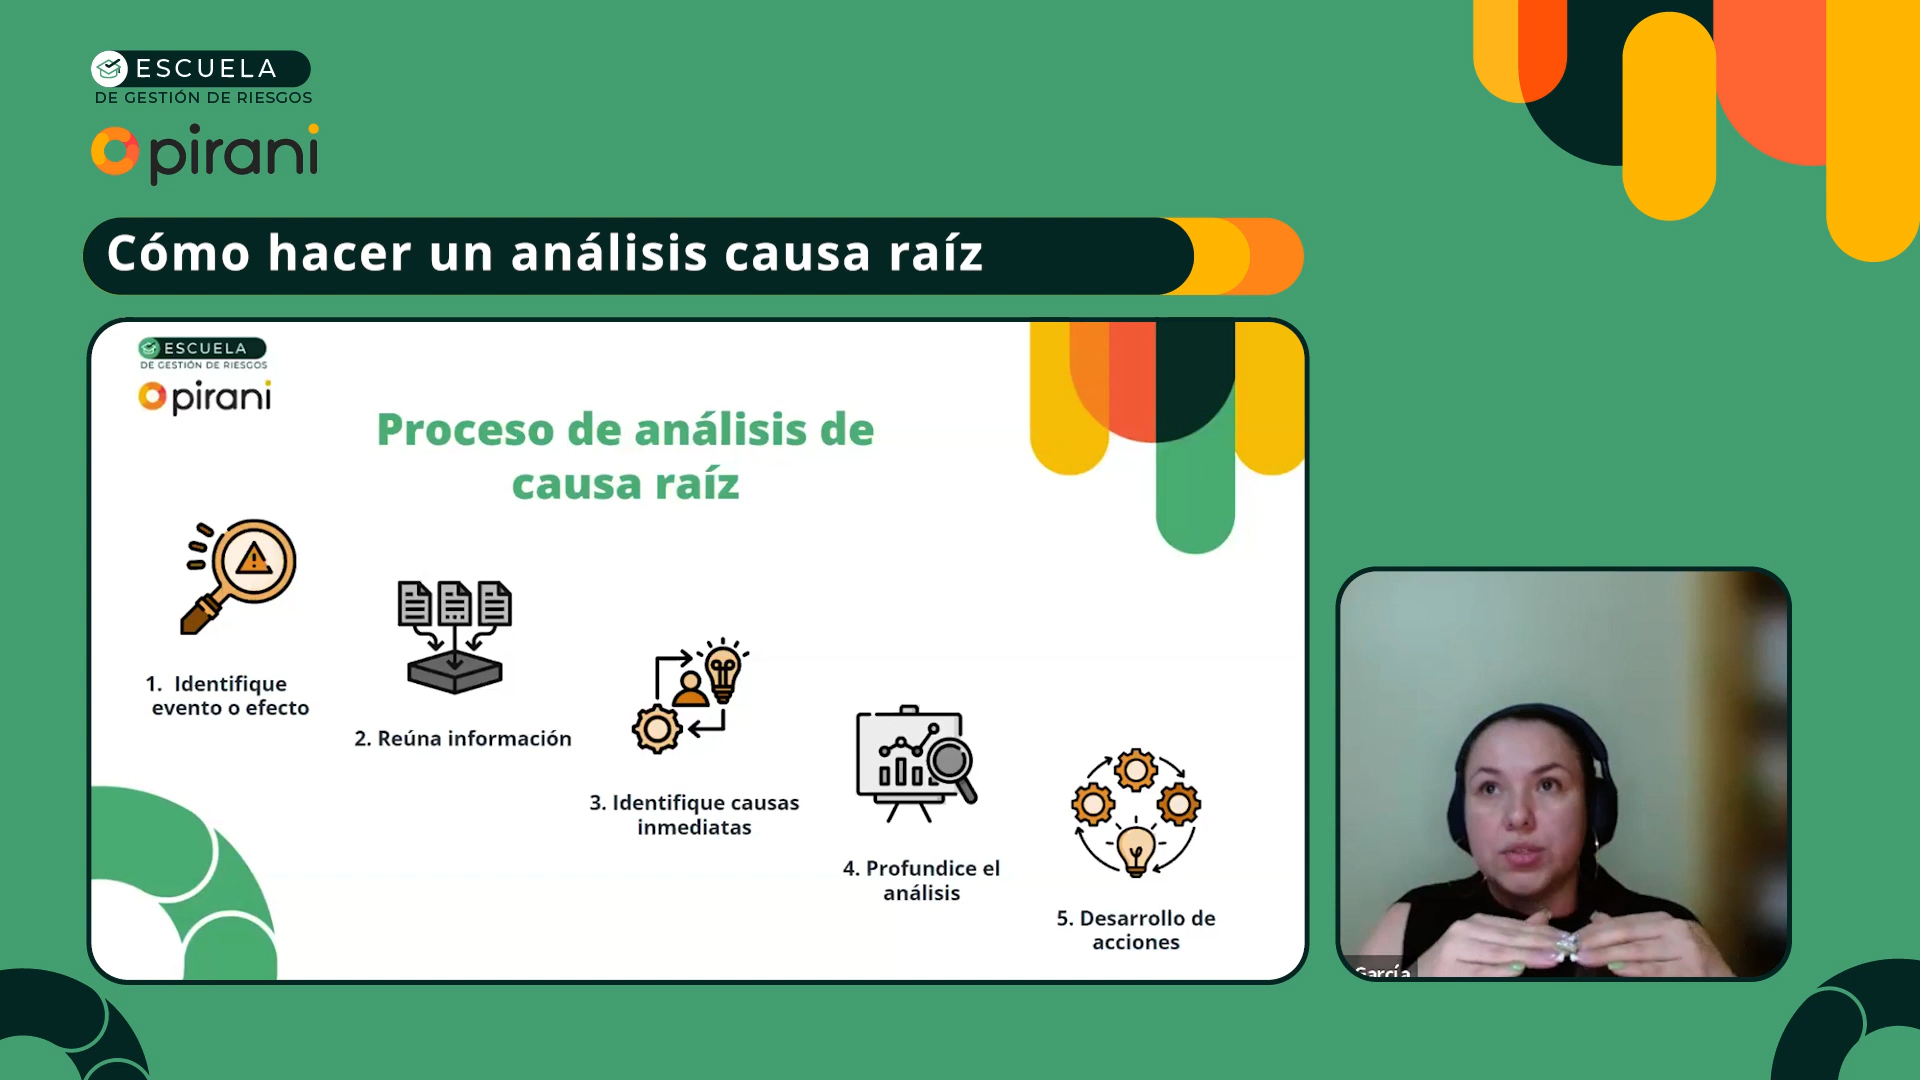 ESCUELA
DE GESTIÓN DE RIESGOS
pirani
Cómo hacer un análisis causa raíz
ESCUELA
DE GESTIÓN DE RIESGOS
pirani
Proceso de análisis de
causa raíz
1. Identifique
evento o efecto
2. Reúna información
3. Identifique causas
inmediatas
4. Profundice el
análisis
5. Desarrollo de
acciones
García